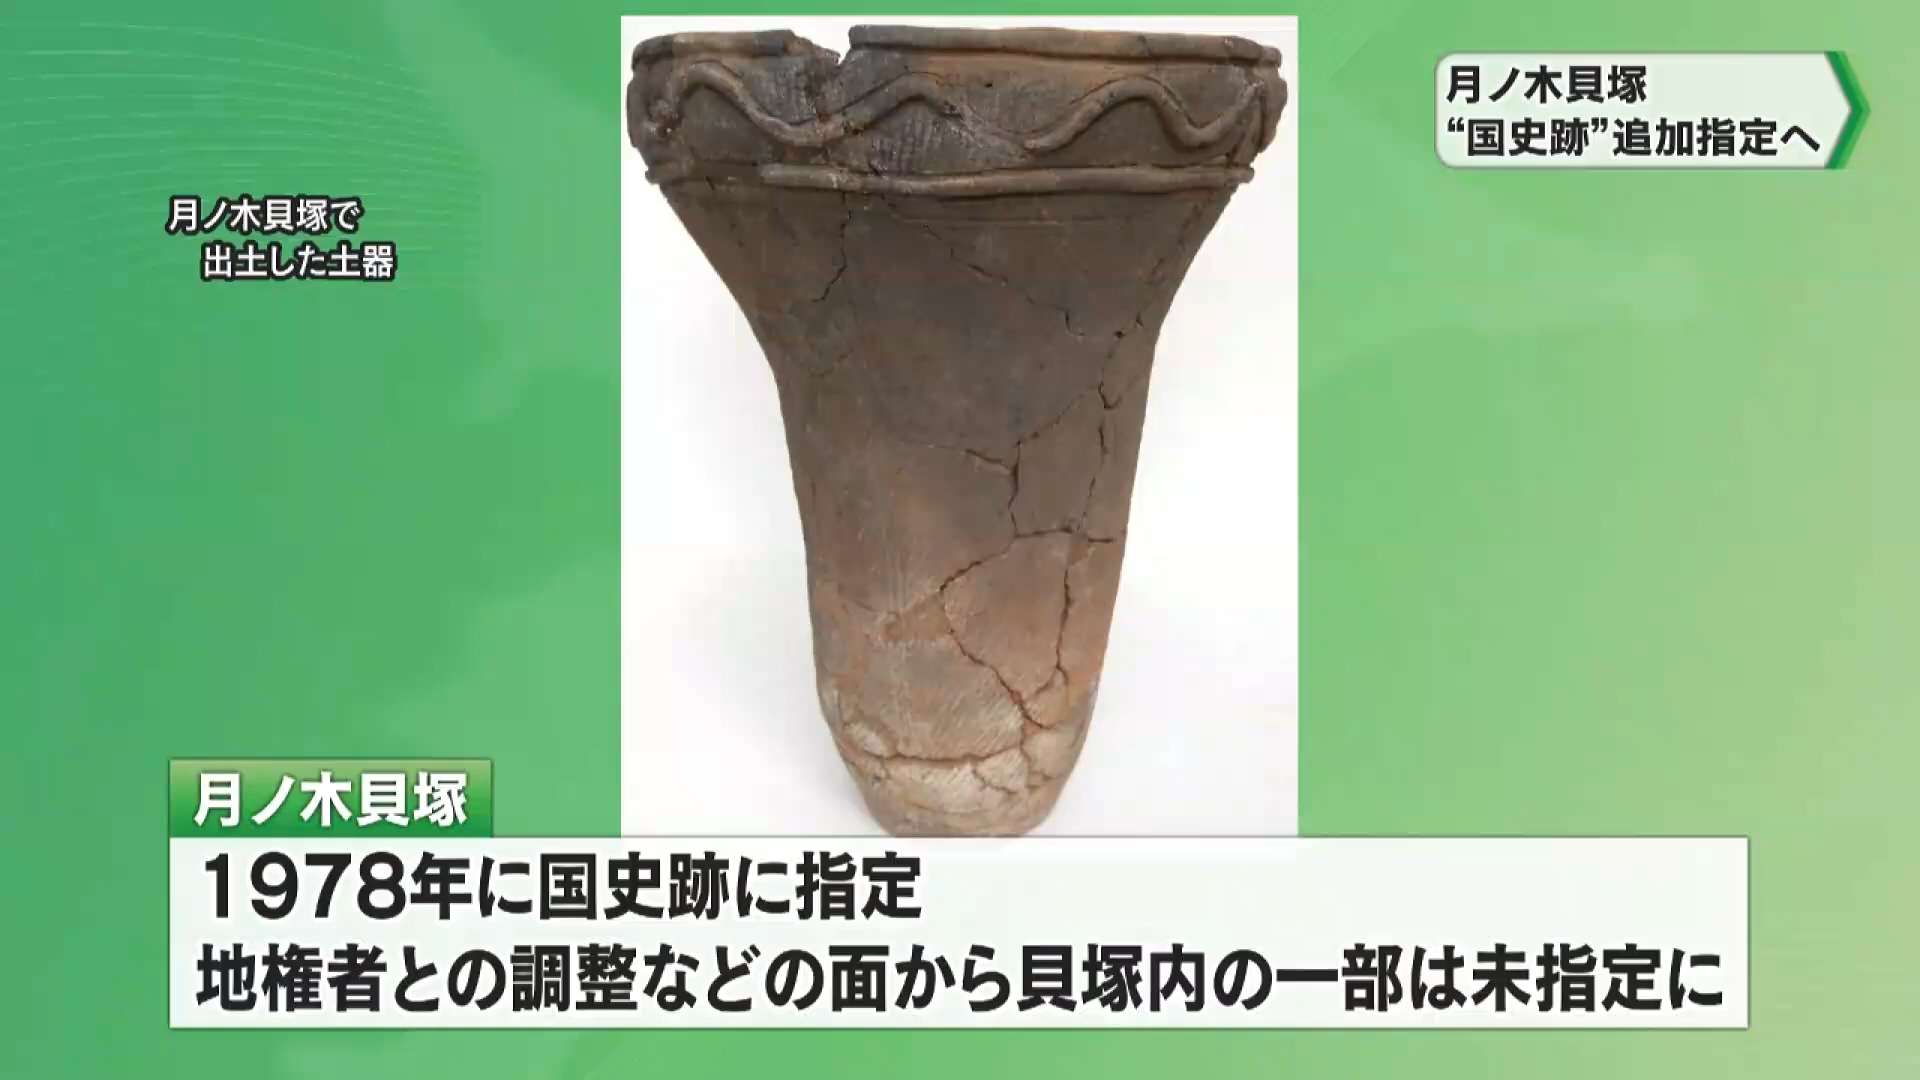 月ノ木貝塚
“国史跡”追加指定へ
月ノ木貝塚で
出土した土器
月ノ木貝塚
1978年に国史跡に指定
地権者との調整などの面から貝塚内の一部は未指定に